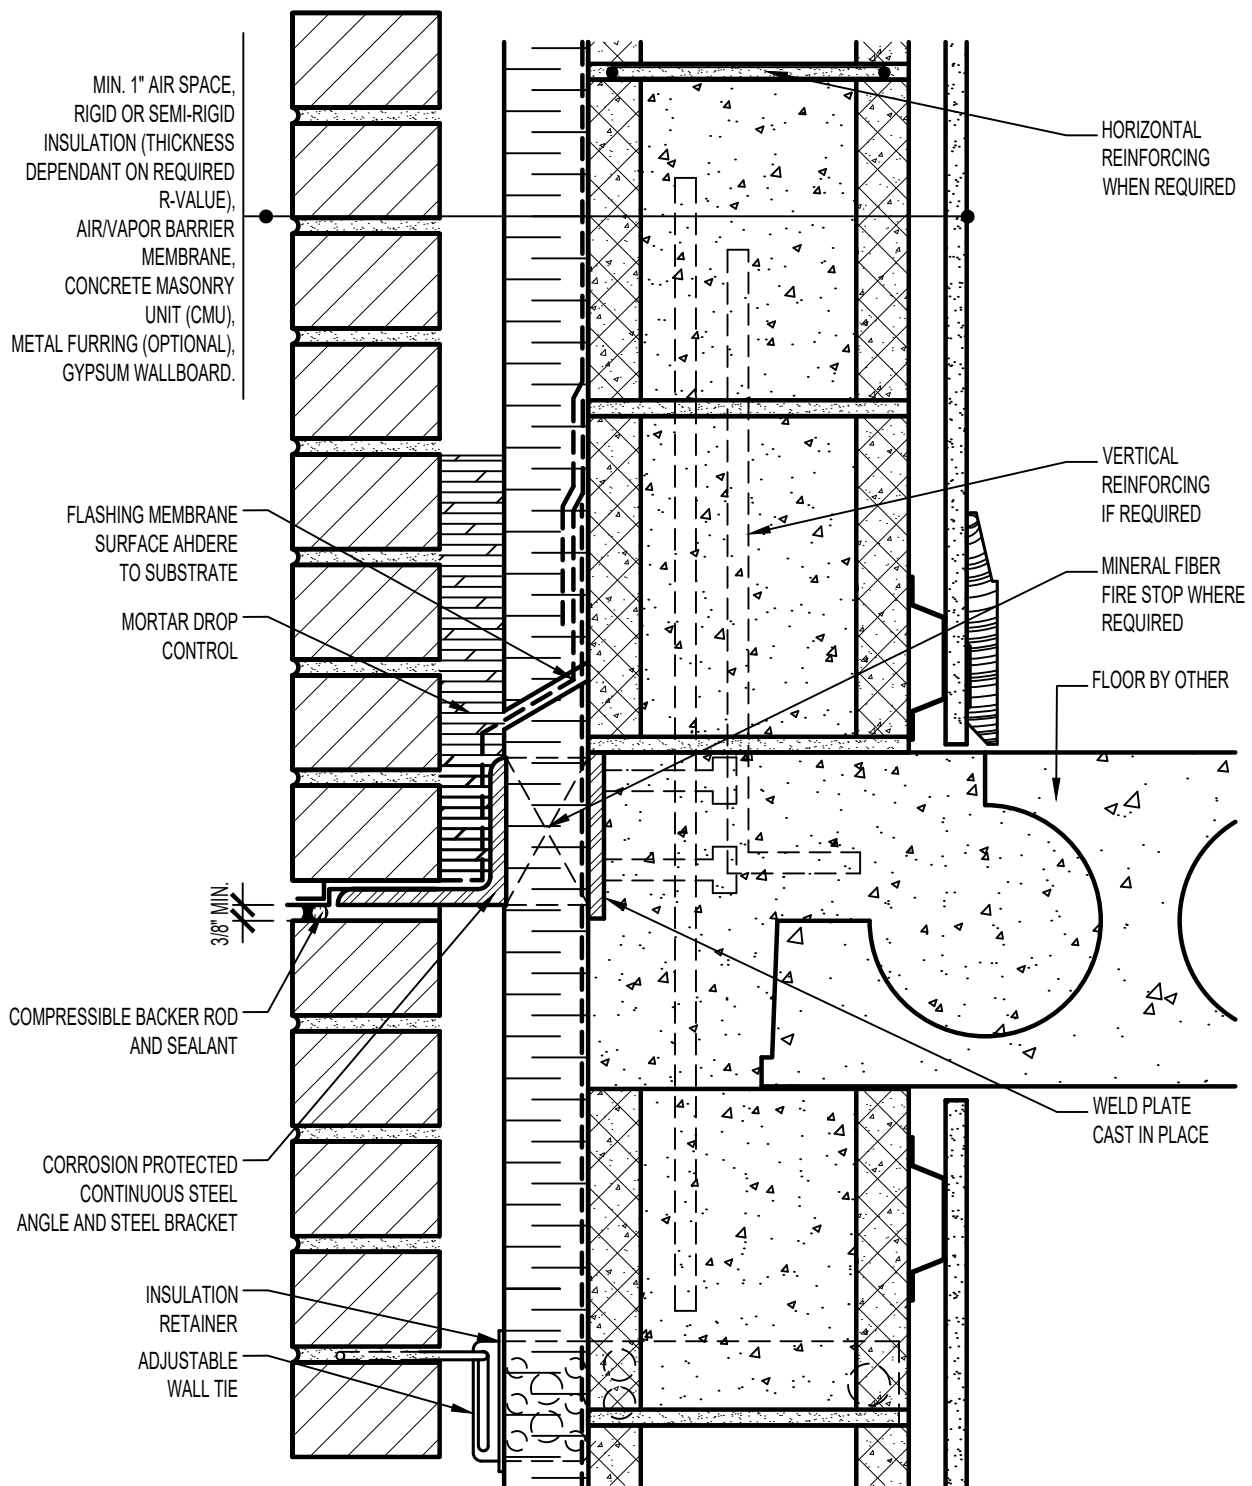 MIN. 1" AIR SPACE,
RIGID OR SEMI-RIGID
INSULATION (THICKNESS
DEPENDANT ON REQUIRED
R-VALUE),
AIR/VAPOR BARRIER
MEMBRANE,
CONCRETE MASONRY
UNIT (CMU),
METAL FURRING (OPTIONAL),
GYPSUM WALLBOARD.
FLASHING MEMBRANE
SURFACE AHDERE
TO SUBSTRATE
MORTAR DROP
CONTROL
3/8" MIN.
COMPRESSIBLE BACKER ROD
AND SEALANT
CORROSION PROTECTED
CONTINUOUS STEEL
ANGLE AND STEEL BRACKET
INSULATION
RETAINER
ADJUSTABLE
WALL TIE
HORIZONTAL
REINFORCING
WHEN REQUIRED
VERTICAL
REINFORCING
IF REQUIRED
MINERAL FIBER
FIRE STOP WHERE
REQUIRED
FLOOR BY OTHER
WELD PLATE
CAST IN PLACE